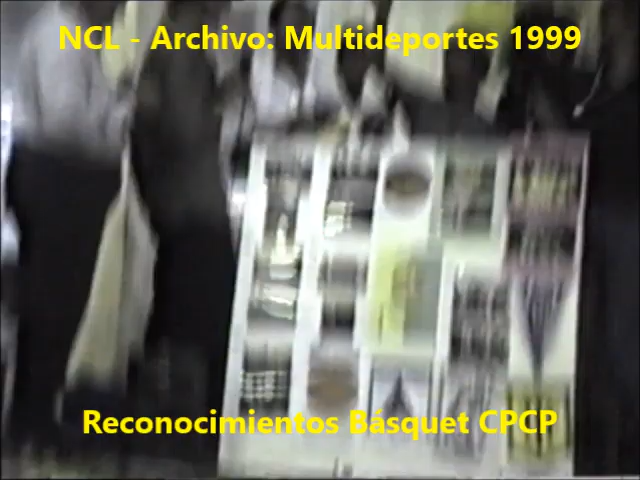 NCL - Archivo: Multideportes 1999
Reconocimientos Básquet CPCP